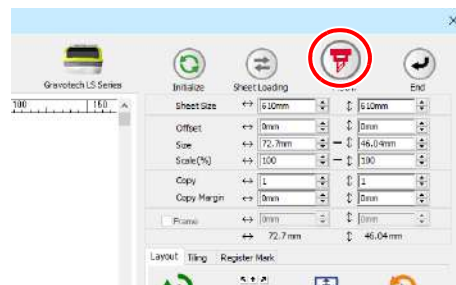 Gravotech LS Series
Initialize
Sheet Loading
End
100 150
Sheet Size 610mm 610mm
Offset 0mm 0mm
Size 72.7mm 46.04mm
Scale(%) 100 100
Copy 1 1
Copy Margin 0mm 0mm
Frame 0mm 0mm
72.7 mm 46.04 mm
Layout Tiling Register Mark